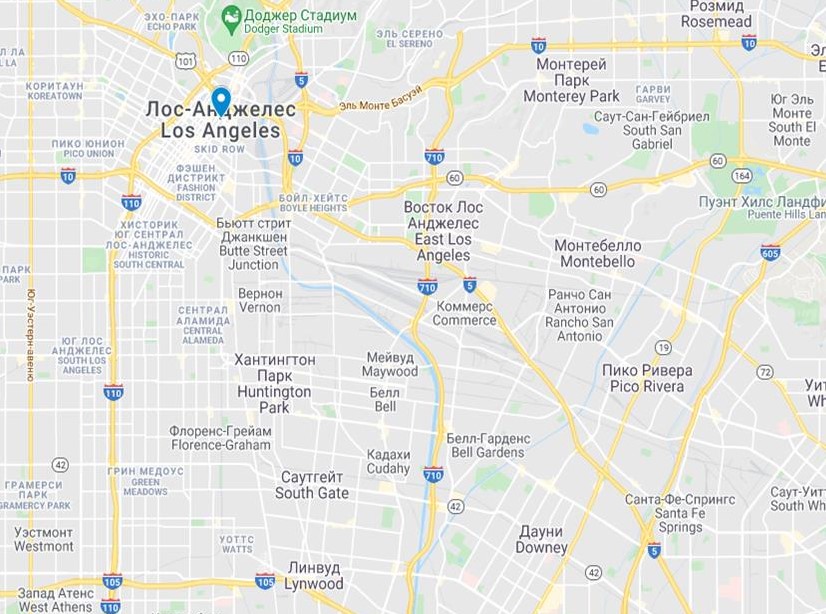 ЭХО-ПАРК
ECHO PARK
Доджер Стадиум
Dodger Stadium
ЭЛЬ СЕРЕНО
EL SERENO
Розмид
Rosemead
101
110
5
10
10
КОРИТАУН
KOREATOWN
Эль Монте Басуэй
Монтерей
Парк
Monterey Park
ГАРВИ
GARVEY
Юг Эль
Монте
South El
Monte
Лос-Анджелес
Los Angeles
Саут-Сан-Гейбриел
South San
Gabriel
ПИКО ЮНИОН
PICO UNION
SKID ROW
10
710
60
60
164
10
ФЭШЕН
ДИСТРИКТ
FASHION
DISTRICT
60
110
БОЙЛ-ХЕЙТС
BOYLE HEIGHTS
Восток Лос
Анджелес
East Los
Angeles
Пуэнт Хилс Ландфи
Puente Hills Lan
ХИСТОРИК
ЮГ СЕНТРАЛ
ЛОС-АНДЖЕЛЕС
HISTORIC
SOUTH CENTRAL
Бьютт стрит
Джанкшен
Butte Street
Junction
Монтебелло
Montebello
605
ПАРК
PARK
710
5
Юг-Уэстерн-авеню
Вернон
Vernon
Коммерс
Commerce
Ранчо Сан
Антонио
Rancho San
Antonio
СЕНТРАЛ
АЛАМИДА
CENTRAL
ALAMEDA
ЮГ ЛОС
АНДЖЕЛЕС
SOUTH LOS
ANGELES
Хантингтон
Парк
Huntington
Park
Мейвуд
Maywood
19
Пико Ривера
Pico Rivera
72
Уит
Wh
110
Белл
Bell
Флоренс-Грейам
Florence-Graham
Белл-Гарденс
Bell Gardens
42
ГРИН МЕДОУС
GREEN
MEADOWS
Кадахи
Cudahy
710
Саутгейт
South Gate
ГРАМЕРСИ
ПАРК
GRAMERCY PARK
42
Санта-Фе-Спрингс
Santa Fe
Springs
Саут-Уит
South Wh
Уэстмонт
Westmont
УОТТС
WATTS
Дауни
Downey
5
Линвуд
Lynwood
105
105
42
Запад Атенс
West Athens
110